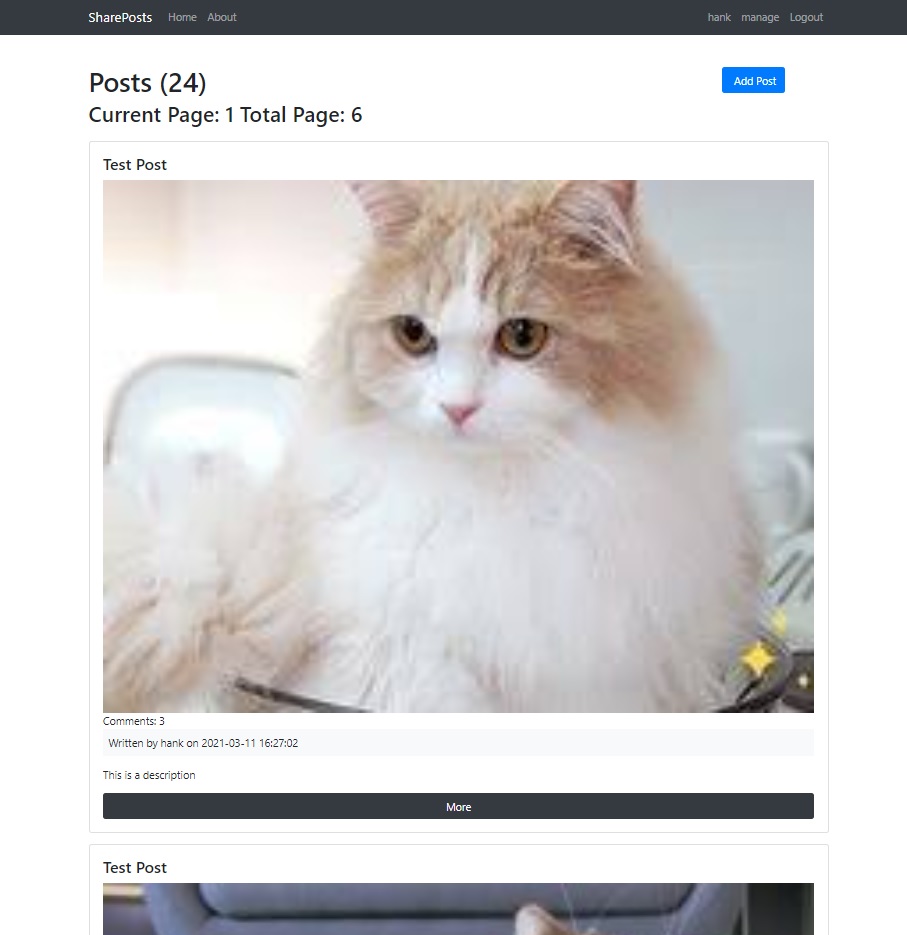 SharePosts Home About hank manage Logout
Posts (24) Add Post
Current Page: 1 Total Page: 6
Test Post
Comments: 3
Written by hank on 2021-03-11 16:27:02
This is a description
More
Test Post